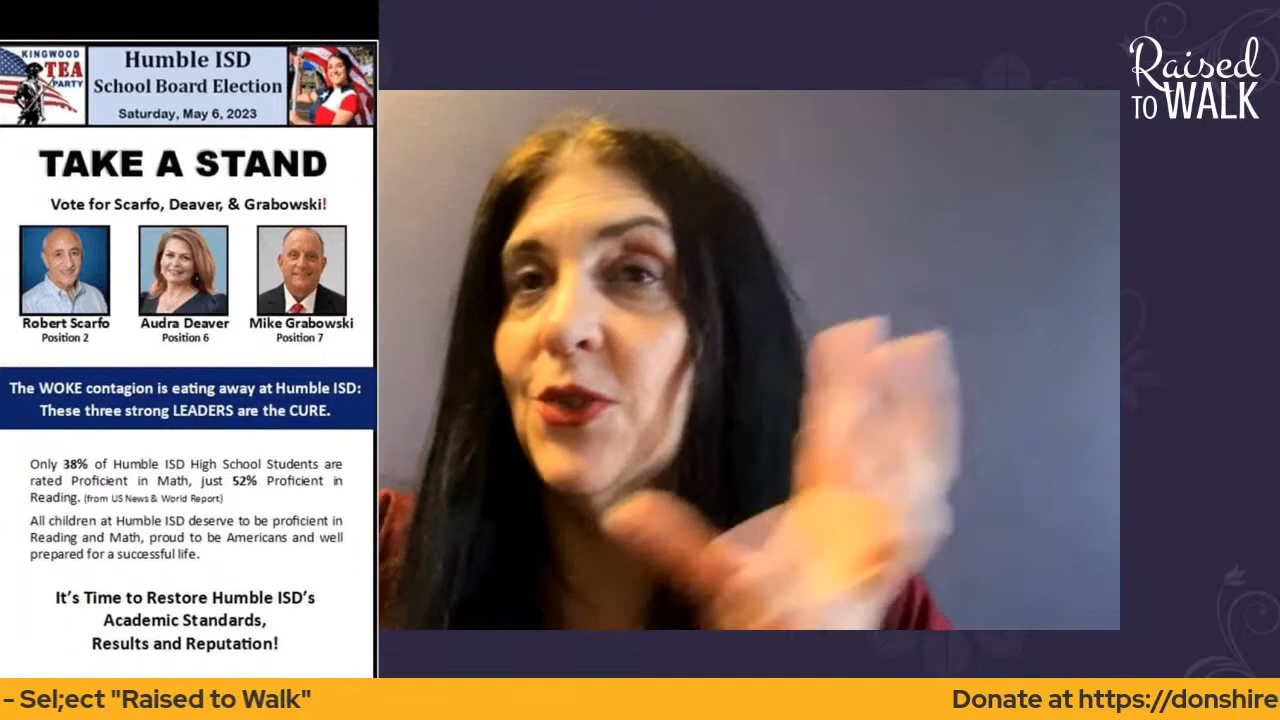 KINGWOOD
TEA
PARTY
Humble ISD
School Board Election
Saturday, May 6, 2023
TAKE A STAND
Vote for Scarfo, Deaver, & Grabowski!
Robert Scarfo
Position 2
Audra Deaver
Position 6
Mike Grabowski
Position 7
The WOKE contagion is eating away at Humble ISD:
These three strong LEADERS are the CURE.
Only 38% of Humble ISD High School Students are
rated Proficient in Math, just 52% Proficient in
Reading. (from US News & World Report)
All children at Humble ISD deserve to be proficient in
Reading and Math, proud to be Americans and well
prepared for a successful life.
It's Time to Restore Humble ISD's
Academic Standards,
Results and Reputation!
Raised
TO WALK
- Sel;ect "Raised to Walk"
Donate at https://donshire